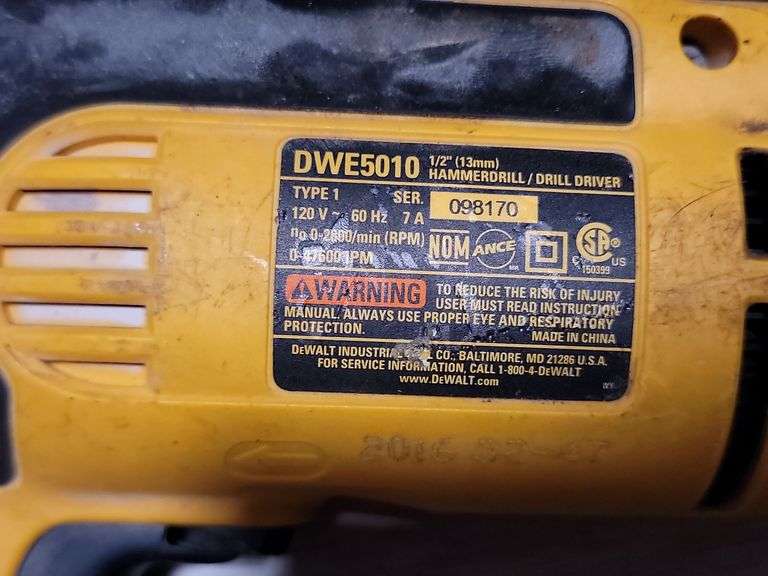 DWE5010 1/2" (13mm)
HAMMERDRILL / DRILL DRIVER
TYPE 1 SER. 098170
120 V ~ 60 Hz 7 A
n₀ 0-2800/min (RPM)
NOM ANCE SA
C US
150399
WARNING TO REDUCE THE RISK OF INJURY,
USER MUST READ INSTRUCTION
MANUAL. ALWAYS USE PROPER EYE AND RESPIRATORY
PROTECTION. MADE IN CHINA
DEWALT INDUSTRIAL CO., BALTIMORE, MD 21286 U.S.A.
FOR SERVICE INFORMATION, CALL 1-800-4-DEWALT
www.DEWALT.com